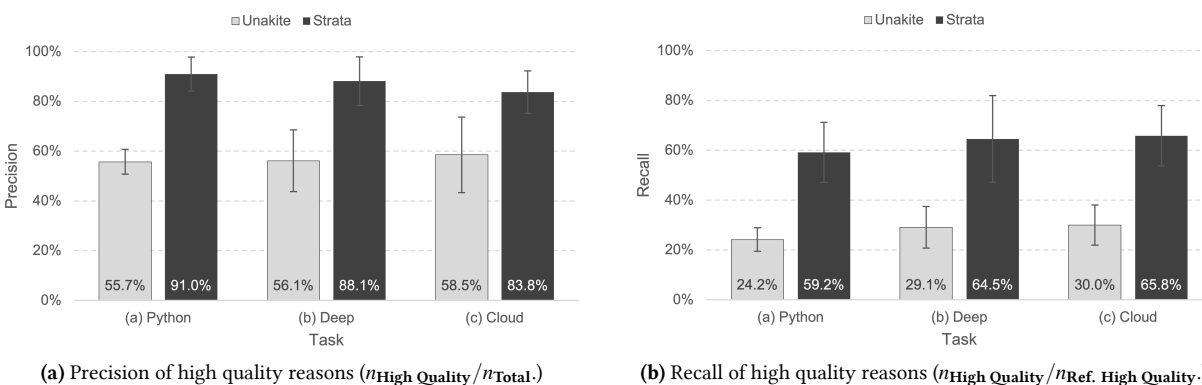 Unakite Strata
100%
80%
60%
40%
20%
0%
Precision
55.7% 91.0% 56.1% 88.1% 58.5% 83.8%
(a) Python (b) Deep (c) Cloud
Task
(a) Precision of high quality reasons (nHigh Quality/nTotal.)
Unakite Strata
100%
80%
60%
40%
20%
0%
Recall
24.2% 59.2% 29.1% 64.5% 30.0% 65.8%
(a) Python (b) Deep (c) Cloud
Task
(b) Recall of high quality reasons (nHigh Quality/nRef. High Quality.